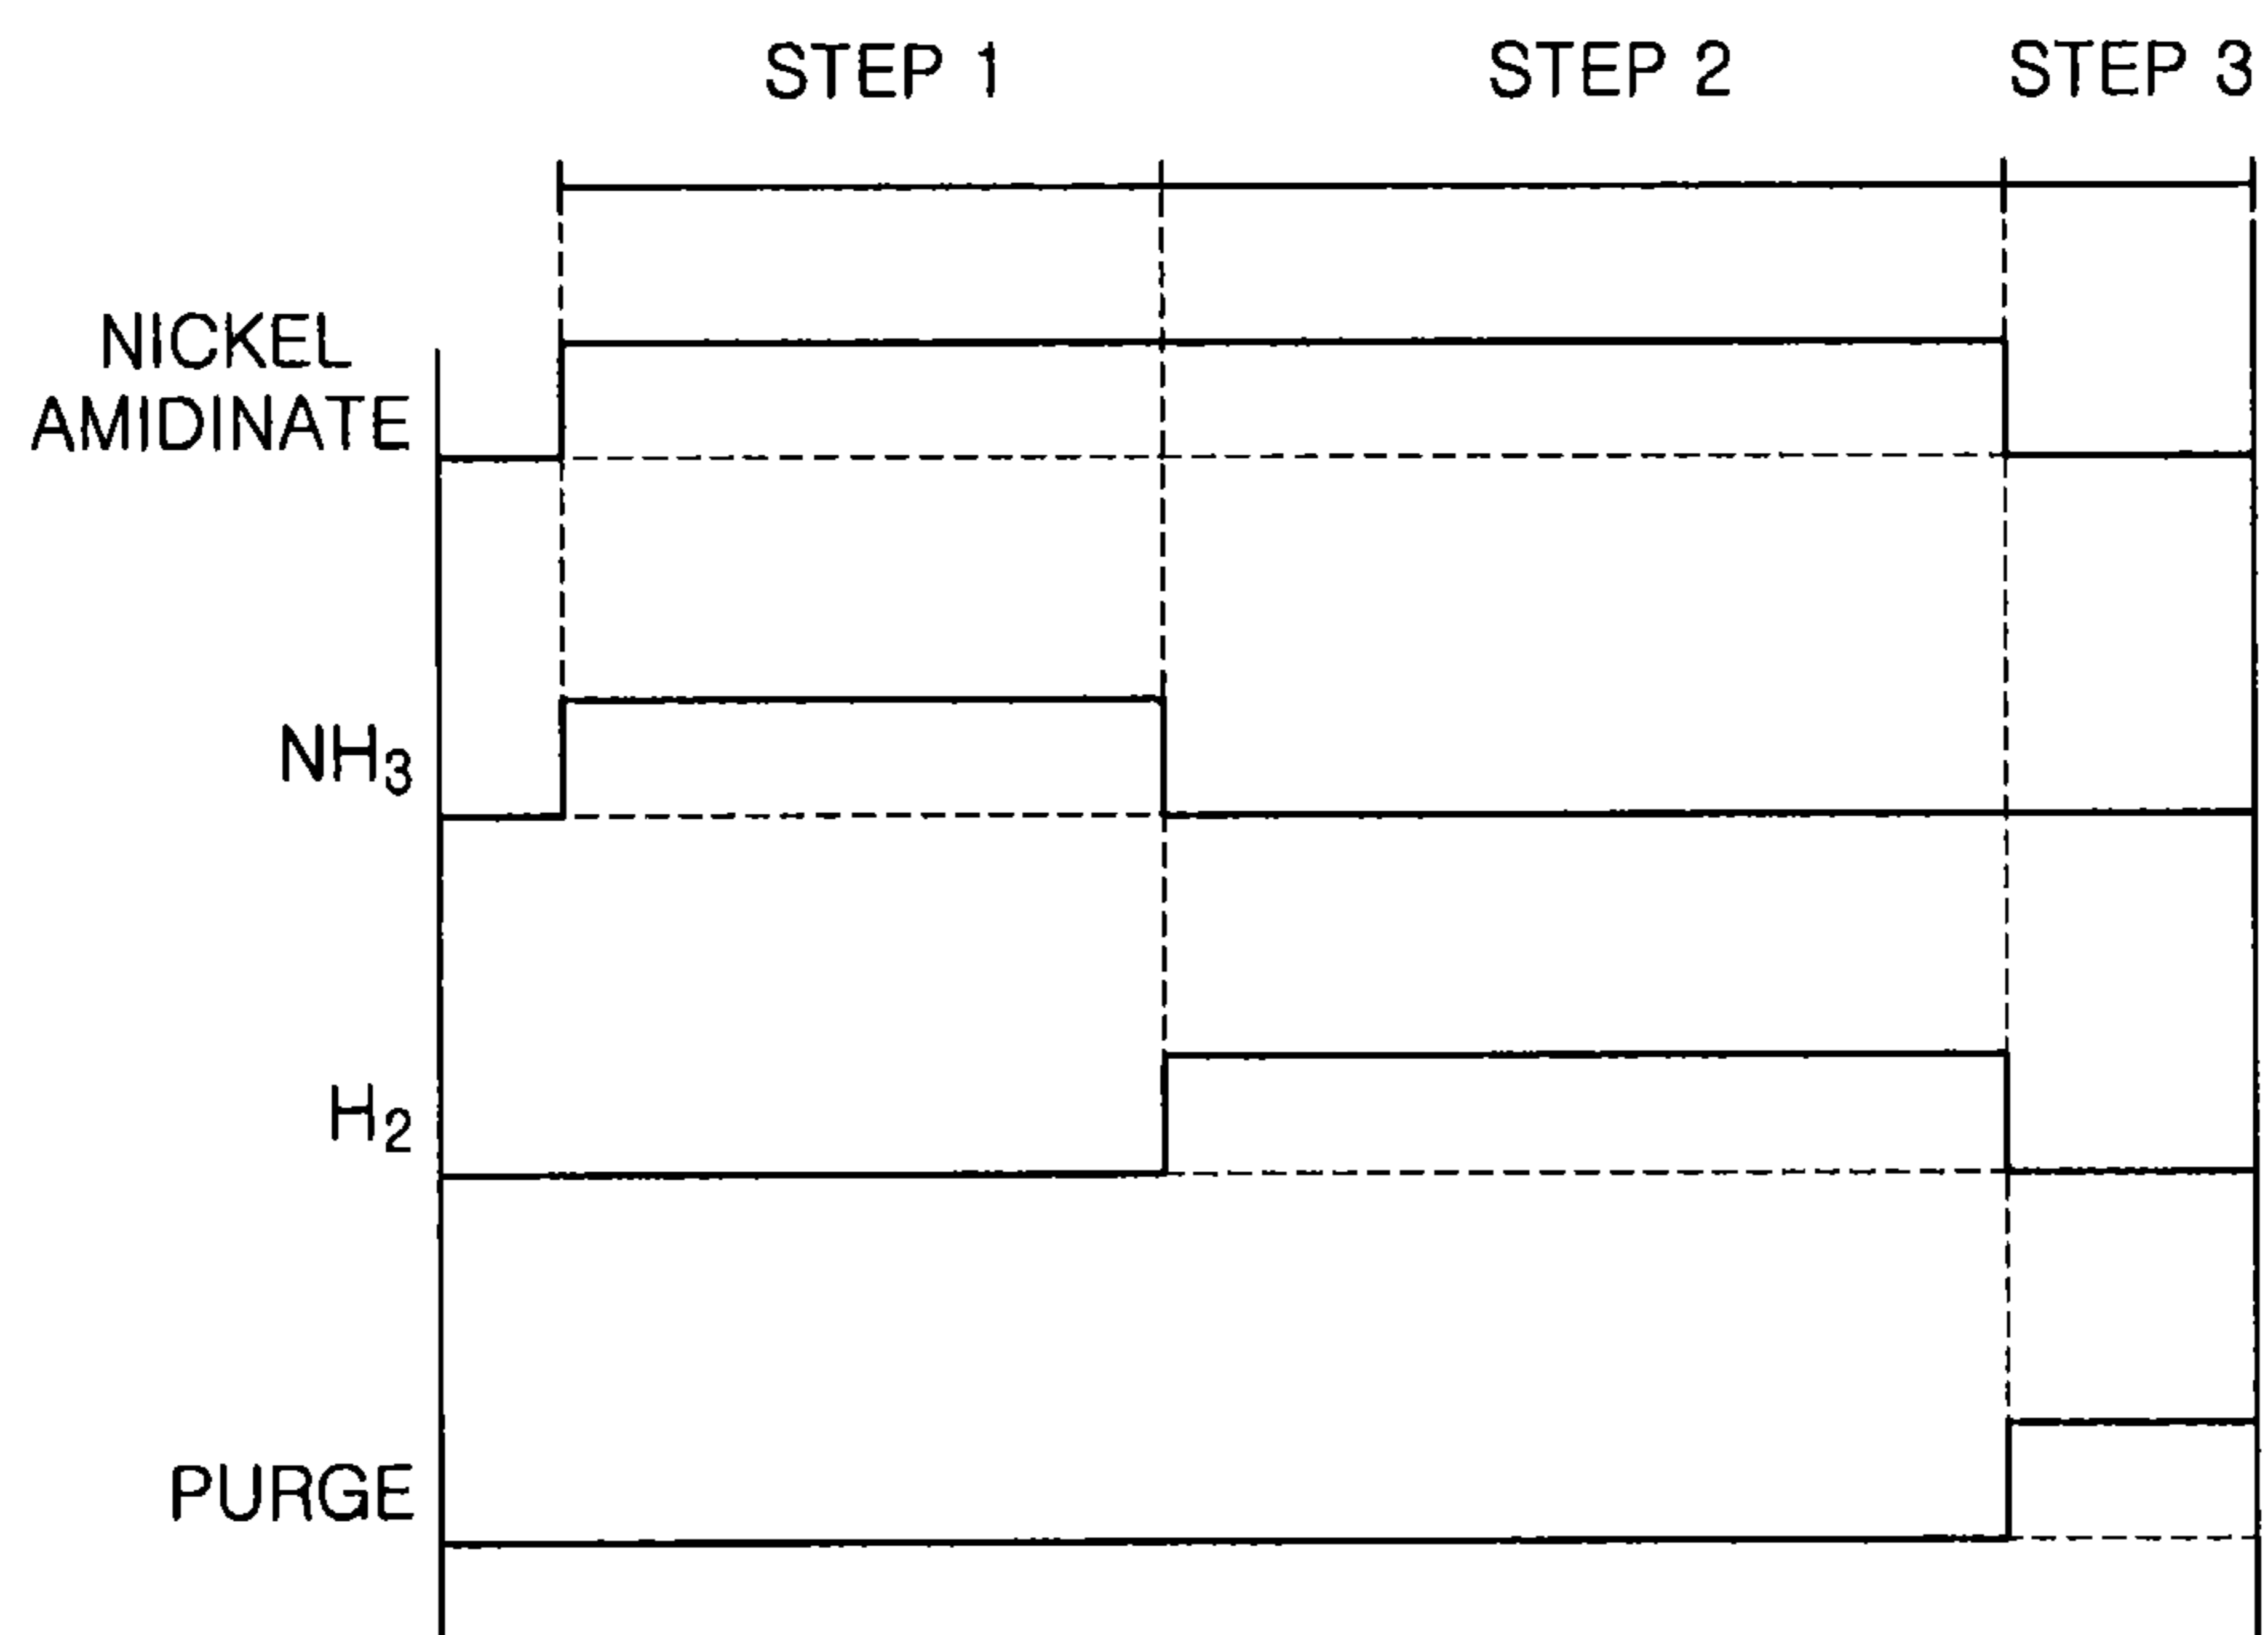 STEP 1 STEP 2 STEP 3
NICKEL
AMIDINATE
NH₃
H₂
PURGE